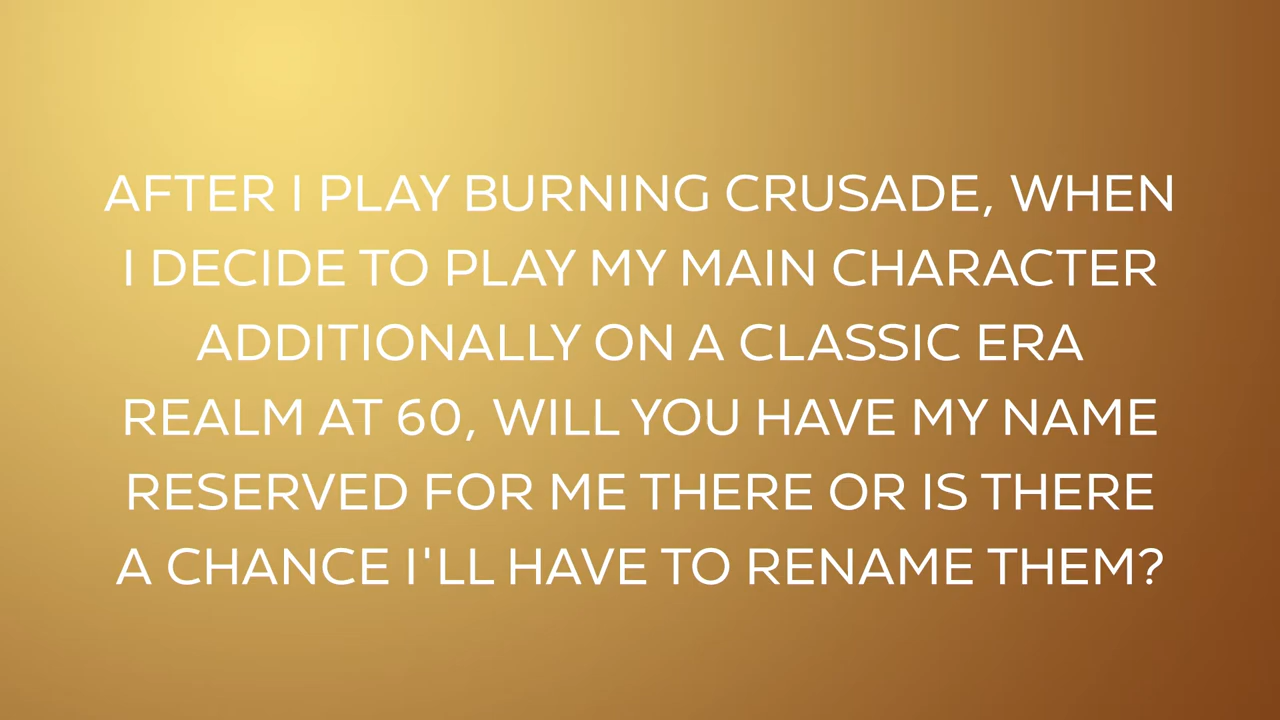 AFTER I PLAY BURNING CRUSADE, WHEN
I DECIDE TO PLAY MY MAIN CHARACTER
ADDITIONALLY ON A CLASSIC ERA
REALM AT 60, WILL YOU HAVE MY NAME
RESERVED FOR ME THERE OR IS THERE
A CHANCE I'LL HAVE TO RENAME THEM?